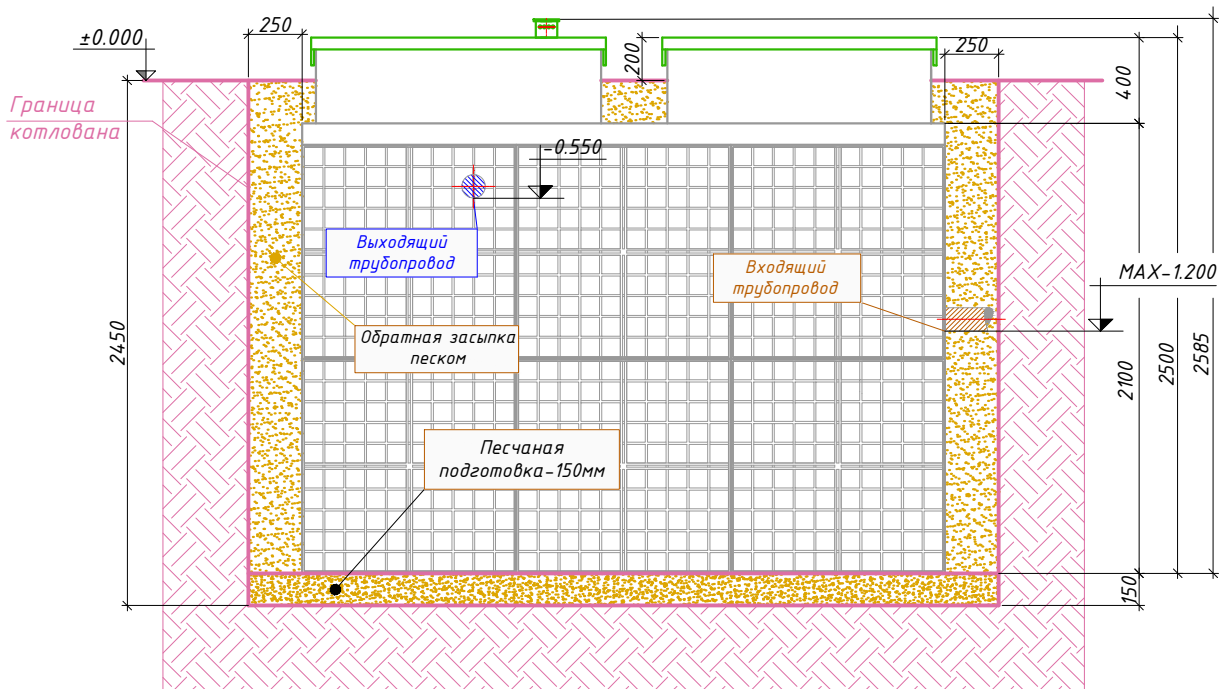 250
±0.000
200
250
400
Граница
котлована
-0.550
Выходящий
трубопровод
Входящий
трубопровод
MAX-1.200
Обратная засыпка
песком
2450
2100
2500
2585
Песчаная
подготовка-150мм
150